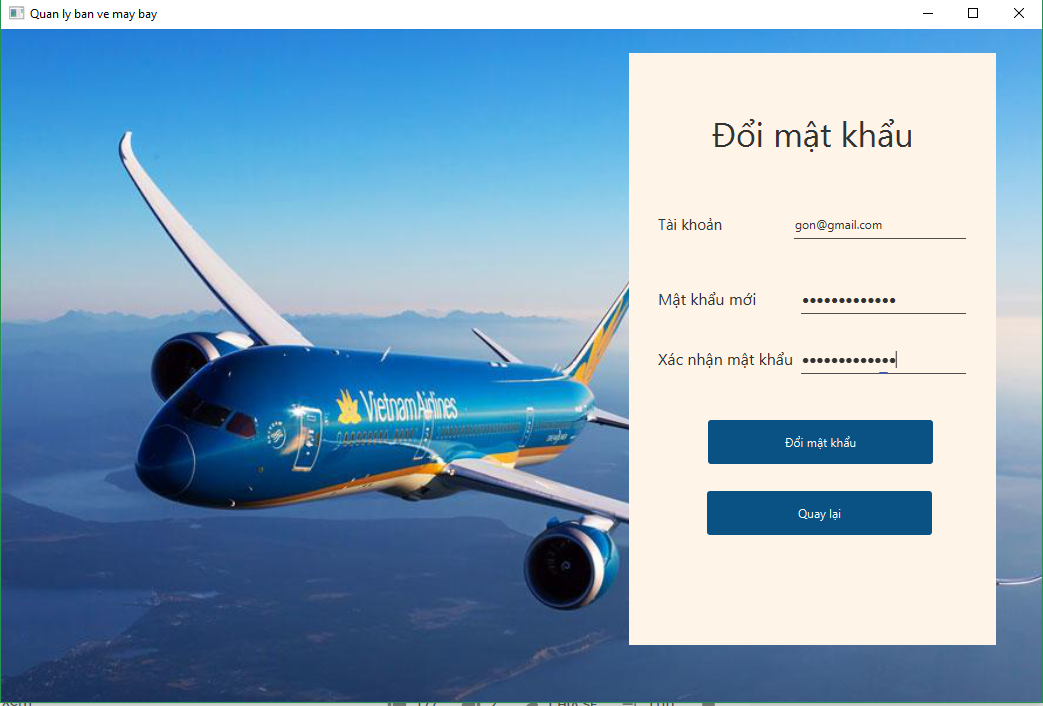 Quan ly ban ve may bay
Đổi mật khẩu
Tài khoản
gon@gmail.com
Mật khẩu mới
•••••••••••••
Xác nhận mật khẩu
•••••••••••••
Đổi mật khẩu
Quay lại
Vietnam Airlines